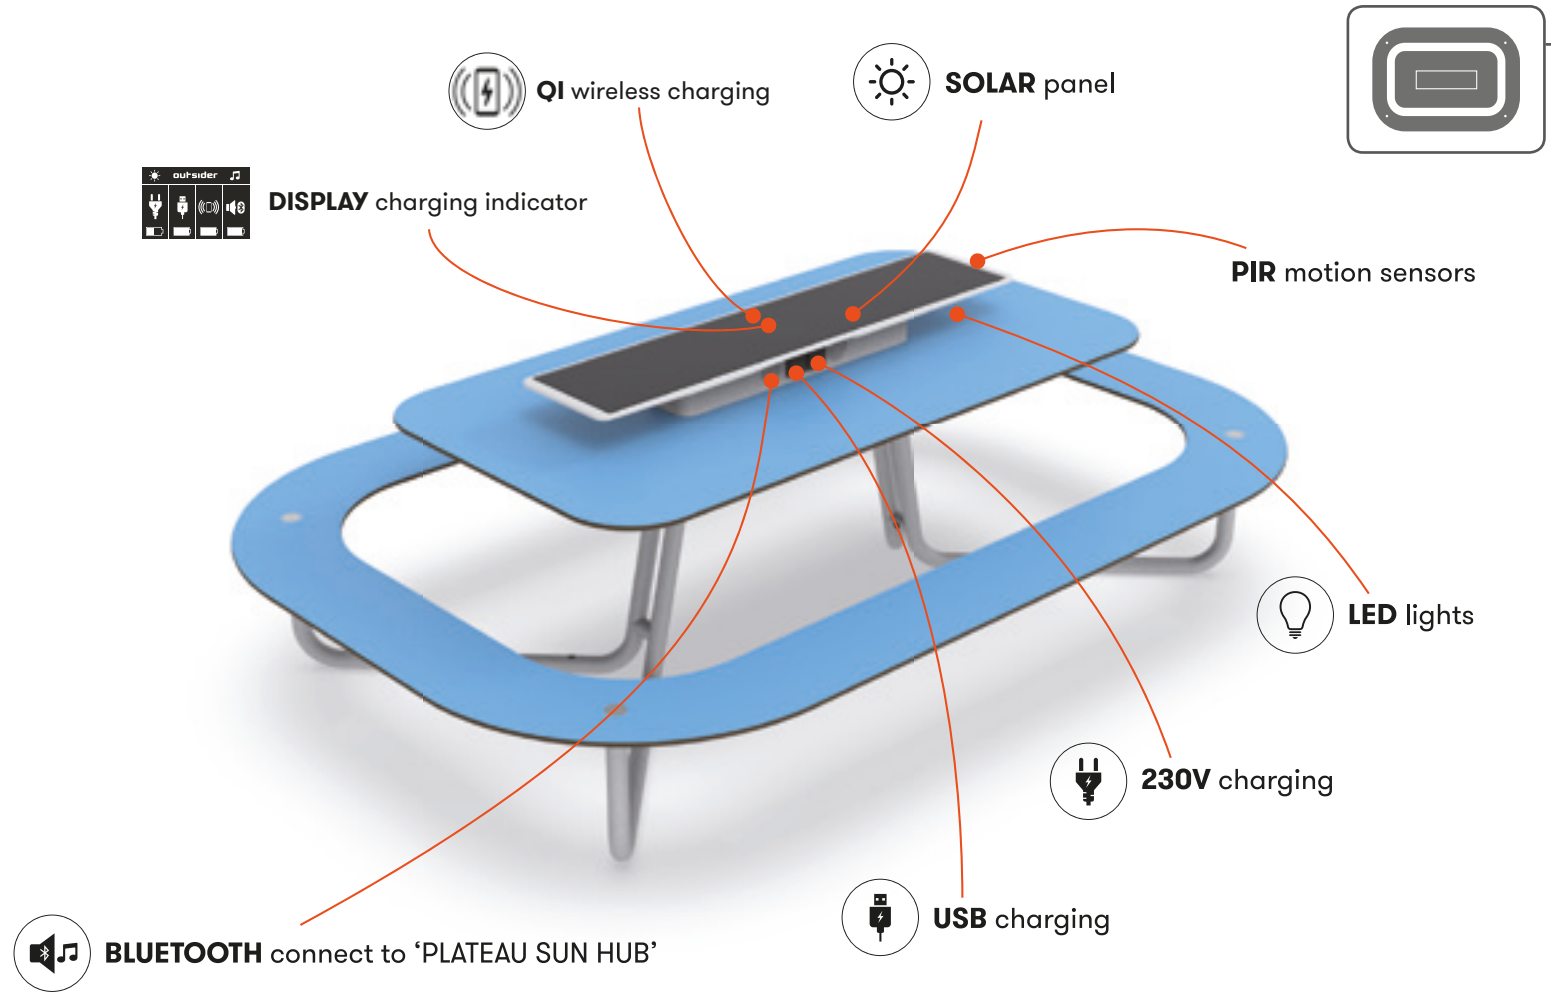 QI wireless charging
SOLAR panel
outsider
DISPLAY charging indicator
PIR motion sensors
LED lights
230V charging
USB charging
BLUETOOTH connect to ‘PLATEAU SUN HUB’